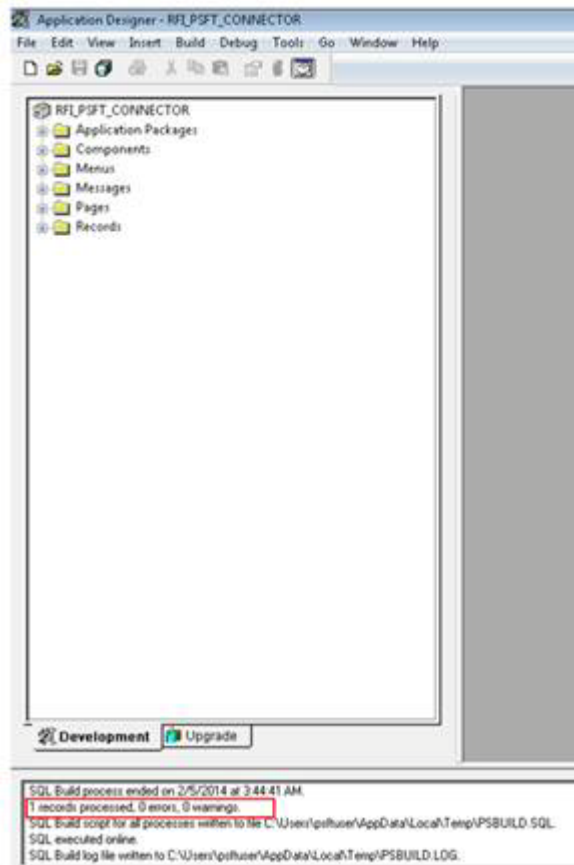 Application Designer - RFI_PSFT_CONNECTOR
File Edit View Insert Build Debug Tools Go Window Help
RFI_PSFT_CONNECTOR
Application Packages
Components
Menus
Messages
Pages
Records
Development Upgrade
SQL Build process ended on 2/5/2014 at 3:44:41 AM.
1 records processed, 0 errors, 0 warnings.
SQL Build script for all processes written to file C:\Users\psftuser\AppData\Local\Temp\PSBUILD.SQL.
SQL executed online.
SQL Build log file written to C:\Users\psftuser\AppData\Local\Temp\PSBUILD.LOG.